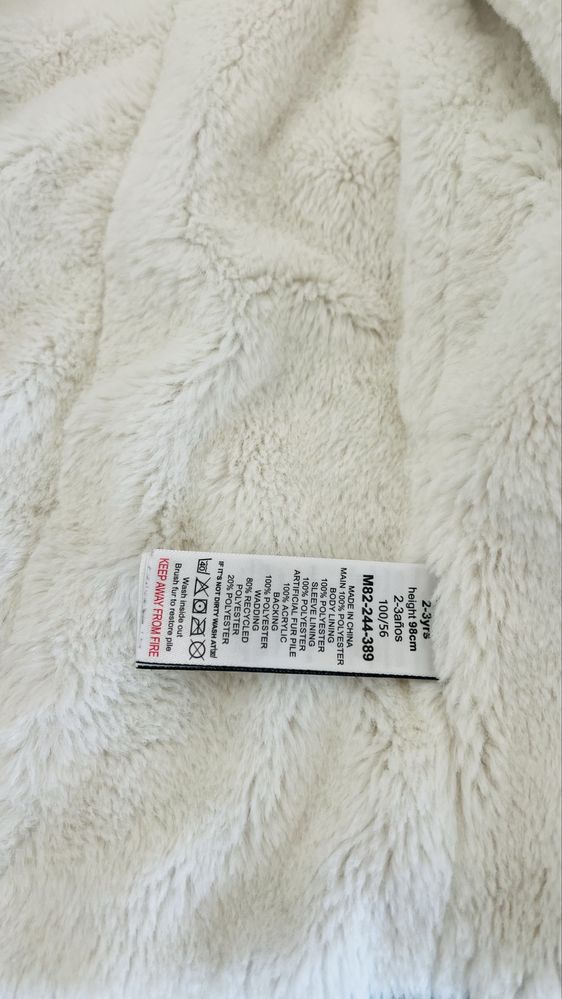 2-3yrs
height 98cm
2-3años
100/56
M82-244-389
MADE IN CHINA
MAIN 100% POLYESTER
BODY LINING
100% POLYESTER
SLEEVE LINING
100% POLYESTER
ARTIFICIAL FUR PILE
100% ACRYLIC
BACKING
100% POLYESTER
WADDING
80% RECYCLED
POLYESTER
20% POLYESTER
IF IT'S NOT DIRTY WASH AT
40
Wash inside out
Brush fur to restore pile
KEEP AWAY FROM FIRE